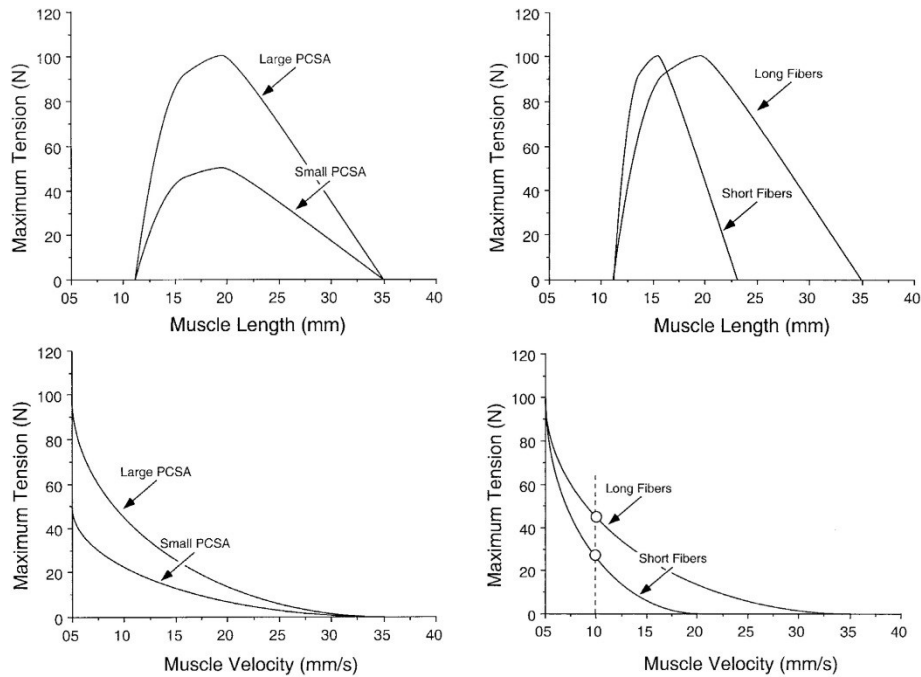 Maximum Tension (N)
120
100
80
60
40
20
0
Large PCSA
Small PCSA
05 10 15 20 25 30 35 40
Muscle Length (mm)
Maximum Tension (N)
120
100
80
60
40
20
0
Long Fibers
Short Fibers
05 10 15 20 25 30 35 40
Muscle Length (mm)
Maximum Tension (N)
120
100
80
60
40
20
0
Large PCSA
Small PCSA
05 10 15 20 25 30 35 40
Muscle Velocity (mm/s)
Maximum Tension (N)
120
100
80
60
40
20
0
Long Fibers
Short Fibers
05 10 15 20 25 30 35 40
Muscle Velocity (mm/s)